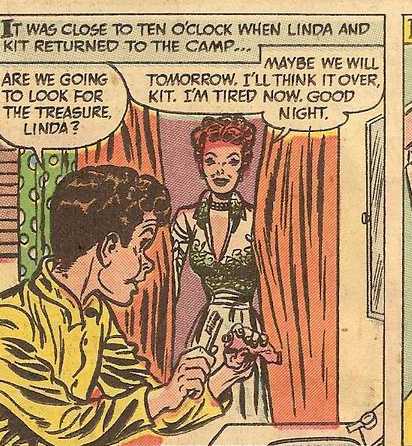 IT WAS CLOSE TO TEN O'CLOCK WHEN LINDA AND
KIT RETURNED TO THE CAMP...
ARE WE GOING
TO LOOK FOR
THE TREASURE,
LINDA?
MAYBE WE WILL
TOMORROW. I'LL THINK IT OVER,
KIT. I'M TIRED NOW. GOOD
NIGHT.